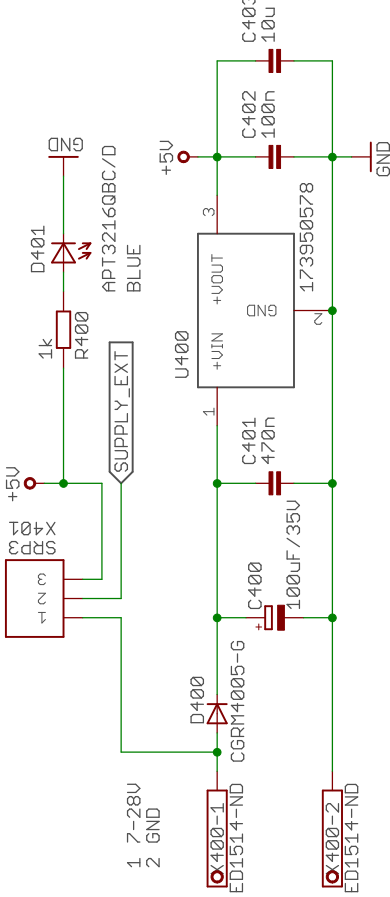 GND
D401
APT3216QBC/D
BLUE
1k
R400
+5V
SUPPLY_EXT
X401
SRP3
1
2
3
1 7-28V
2 GND
X400-1
ED1514-ND
D400
CGRM4005-G
C400
+
100uF/35V
C401
470n
U400
1
+VIN
+VOUT
3
GND
2
173950578
+5V
C402
100n
C403
10u
GND
X400-2
ED1514-ND